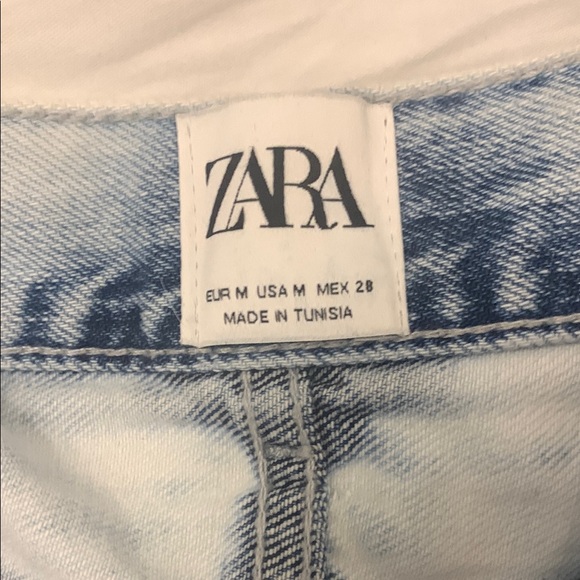 ZARA
EUR M USA M MEX 28
MADE IN TUNISIA